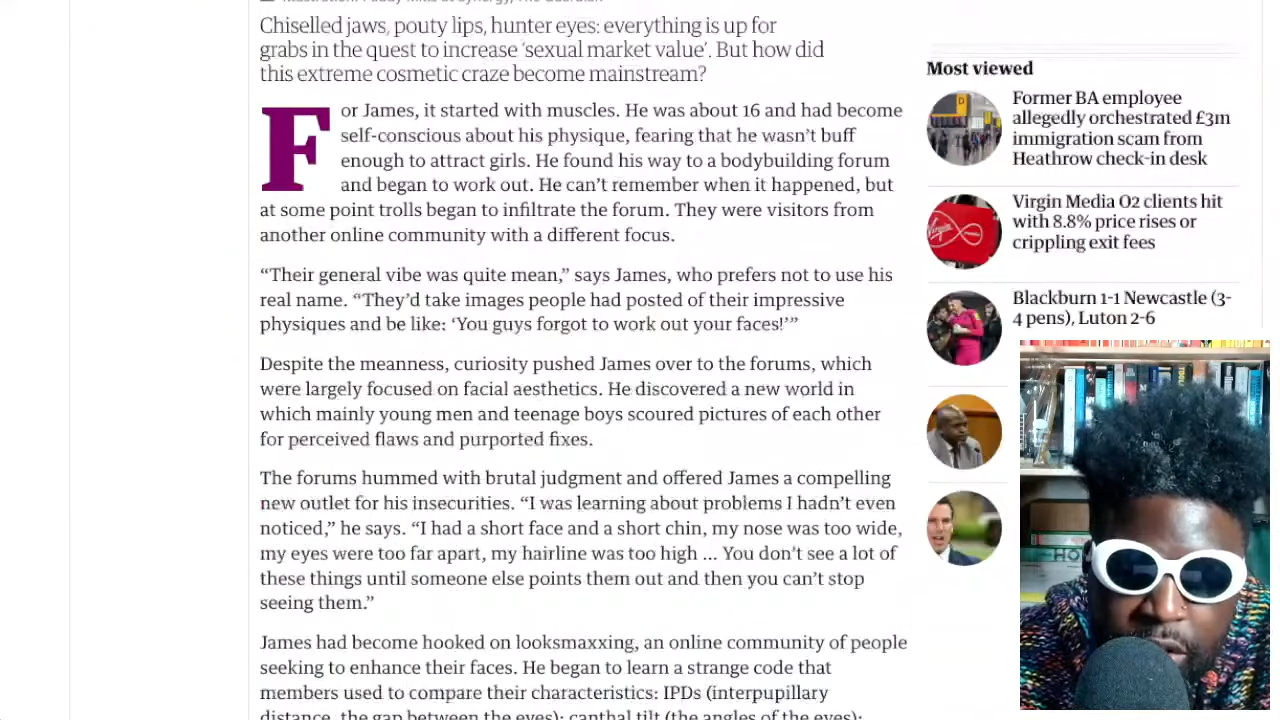 Chiselled jaws, pouty lips, hunter eyes: everything is up for
grabs in the quest to increase ‘sexual market value’. But how did
this extreme cosmetic craze become mainstream?
For James, it started with muscles. He was about 16 and had become
self-conscious about his physique, fearing that he wasn’t buff
enough to attract girls. He found his way to a bodybuilding forum
and began to work out. He can’t remember when it happened, but
at some point trolls began to infiltrate the forum. They were visitors from
another online community with a different focus.
“Their general vibe was quite mean,” says James, who prefers not to use his
real name. “They’d take images people had posted of their impressive
physiques and be like: ‘You guys forgot to work out your faces!’”
Despite the meanness, curiosity pushed James over to the forums, which
were largely focused on facial aesthetics. He discovered a new world in
which mainly young men and teenage boys scoured pictures of each other
for perceived flaws and purported fixes.
The forums hummed with brutal judgment and offered James a compelling
new outlet for his insecurities. “I was learning about problems I hadn’t even
noticed,” he says. “I had a short face and a short chin, my nose was too wide,
my eyes were too far apart, my hairline was too high ... You don’t see a lot of
these things until someone else points them out and then you can’t stop
seeing them.”
James had become hooked on looksmaxxing, an online community of people
seeking to enhance their faces. He began to learn a strange code that
members used to compare their characteristics: IPDs (interpupillary
distance, the gap between the eyes); canthal tilt (the angles of the eyes);
Most viewed
Former BA employee
allegedly orchestrated £3m
immigration scam from
Heathrow check-in desk
Virgin Media O2 clients hit
with 8.8% price rises or
crippling exit fees
Blackburn 1-1 Newcastle (3-
4 pens), Luton 2-6